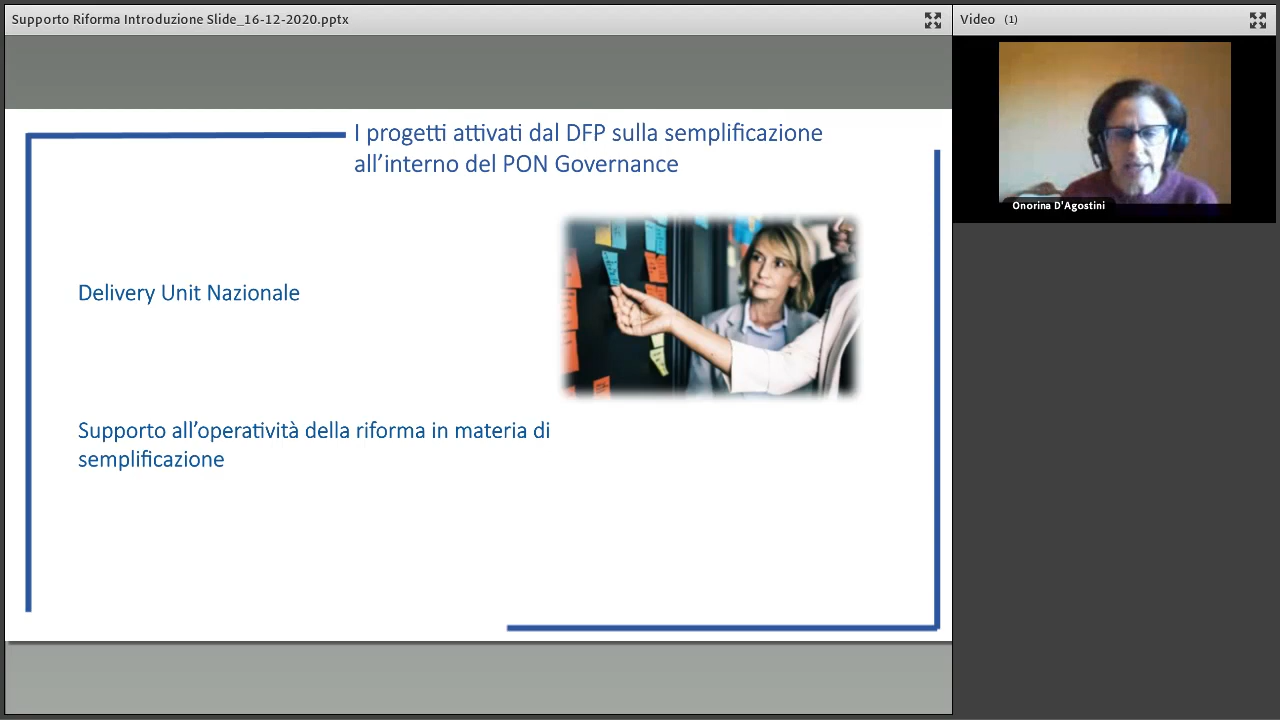 Supporto Riforma Introduzione Slide_16-12-2020.pptx
Video (1)
I progetti attivati dal DFP sulla semplificazione
all’interno del PON Governance
Delivery Unit Nazionale
Supporto all’operatività della riforma in materia di
semplificazione
Onorina D'Agostini